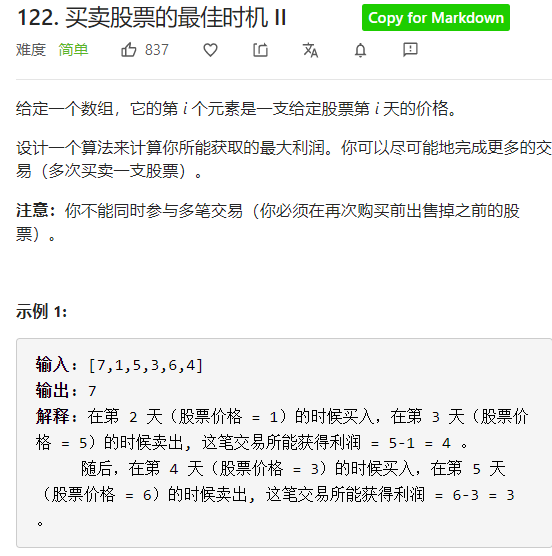 122. 买卖股票的最佳时机 II
Copy for Markdown
难度 简单 837
给定一个数组，它的第 i 个元素是一支给定股票第 i 天的价格。
设计一个算法来计算你所能获取的最大利润。你可以尽可能地完成更多的交
易（多次买卖一支股票）。
注意：你不能同时参与多笔交易（你必须在再次购买前出售掉之前的股
票）。
示例 1:
输入: [7,1,5,3,6,4]
输出: 7
解释: 在第 2 天（股票价格 = 1）的时候买入，在第 3 天（股票价
格 = 5）的时候卖出, 这笔交易所能获得利润 = 5-1 = 4 。
随后，在第 4 天（股票价格 = 3）的时候买入，在第 5 天
（股票价格 = 6）的时候卖出, 这笔交易所能获得利润 = 6-3 = 3
。